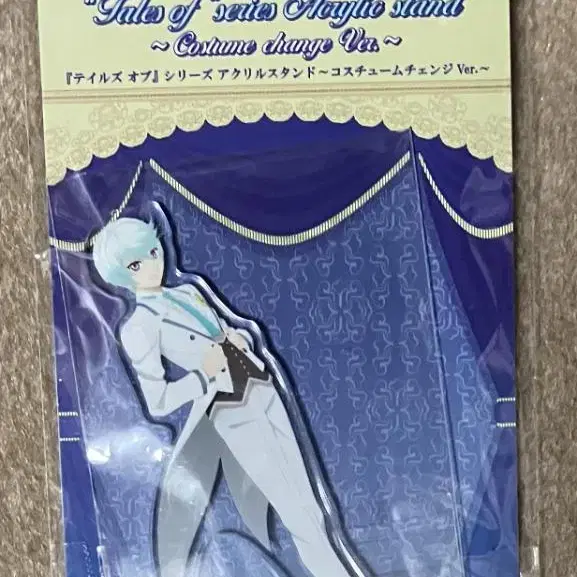 "Tales of" series Acrylic stand
~ Costume change Ver. ~
『テイルズ オブ』シリーズ アクリルスタンド～コスチュームチェンジ Ver.～